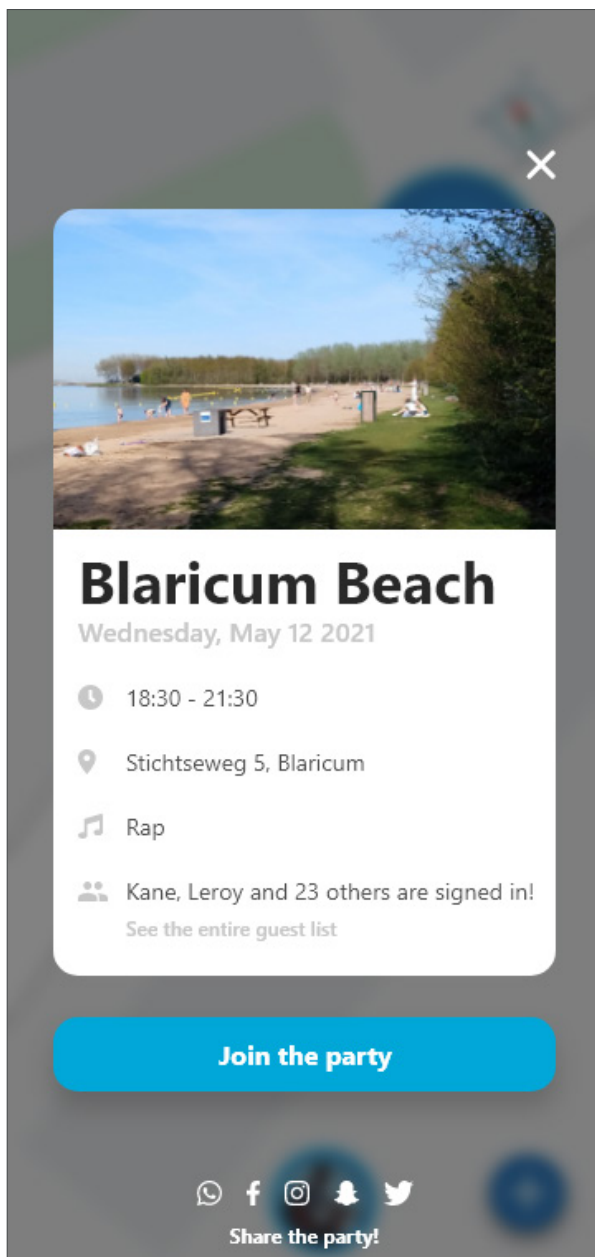 Blaricum Beach
Wednesday, May 12 2021
18:30 - 21:30
Stichtseweg 5, Blaricum
Rap
Kane, Leroy and 23 others are signed in!
See the entire guest list
Join the party
Share the party!